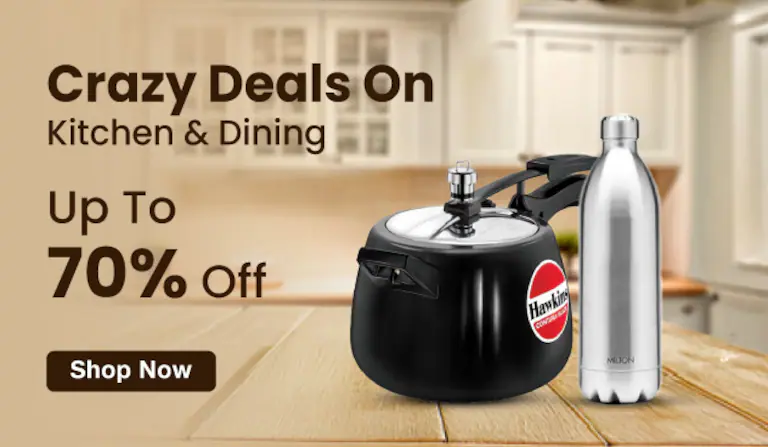 Crazy Deals On
Kitchen & Dining
Up To
70% Off
Shop Now
Hawkins
MILTON